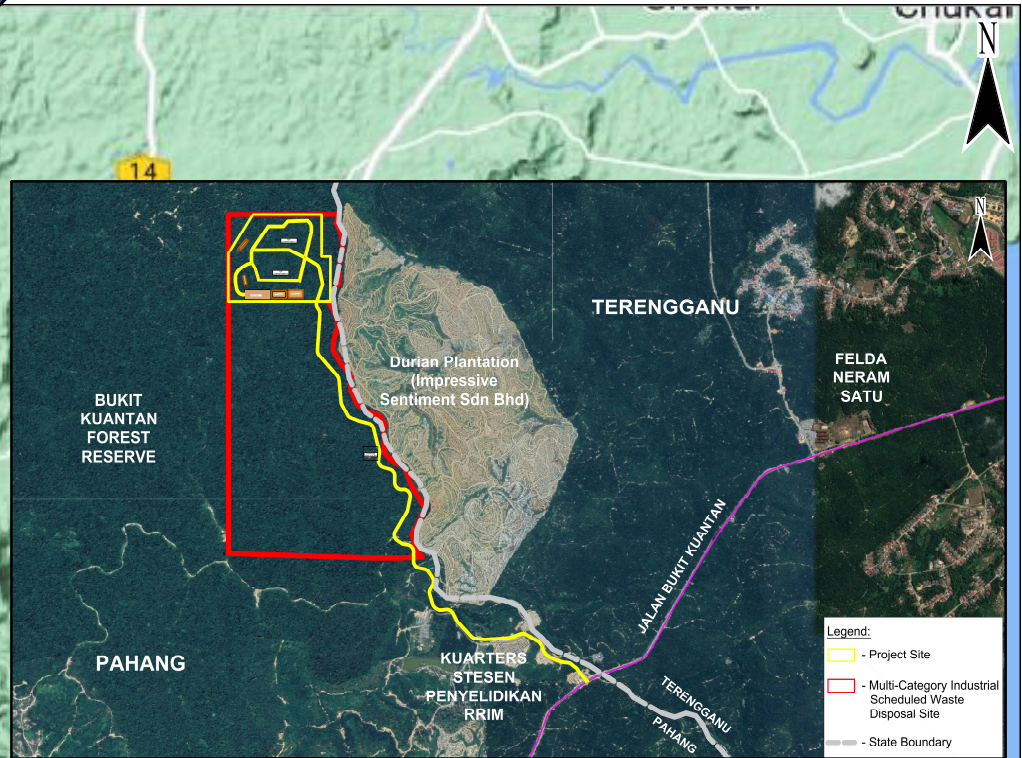 Chukai
N
14
N
TERENGGANU
Durian Plantation
(Impressive
Sentiment Sdn Bhd)
FELDA
NERAM
SATU
BUKIT
KUANTAN
FOREST
RESERVE
JALAN BUKIT KUANTAN
PAHANG
KUARTERS
STESEN
PENYELIDIKAN
RRIM
TERENGGANU
PAHANG
Legend:
- Project Site
- Multi-Category Industrial
Scheduled Waste
Disposal Site
- State Boundary